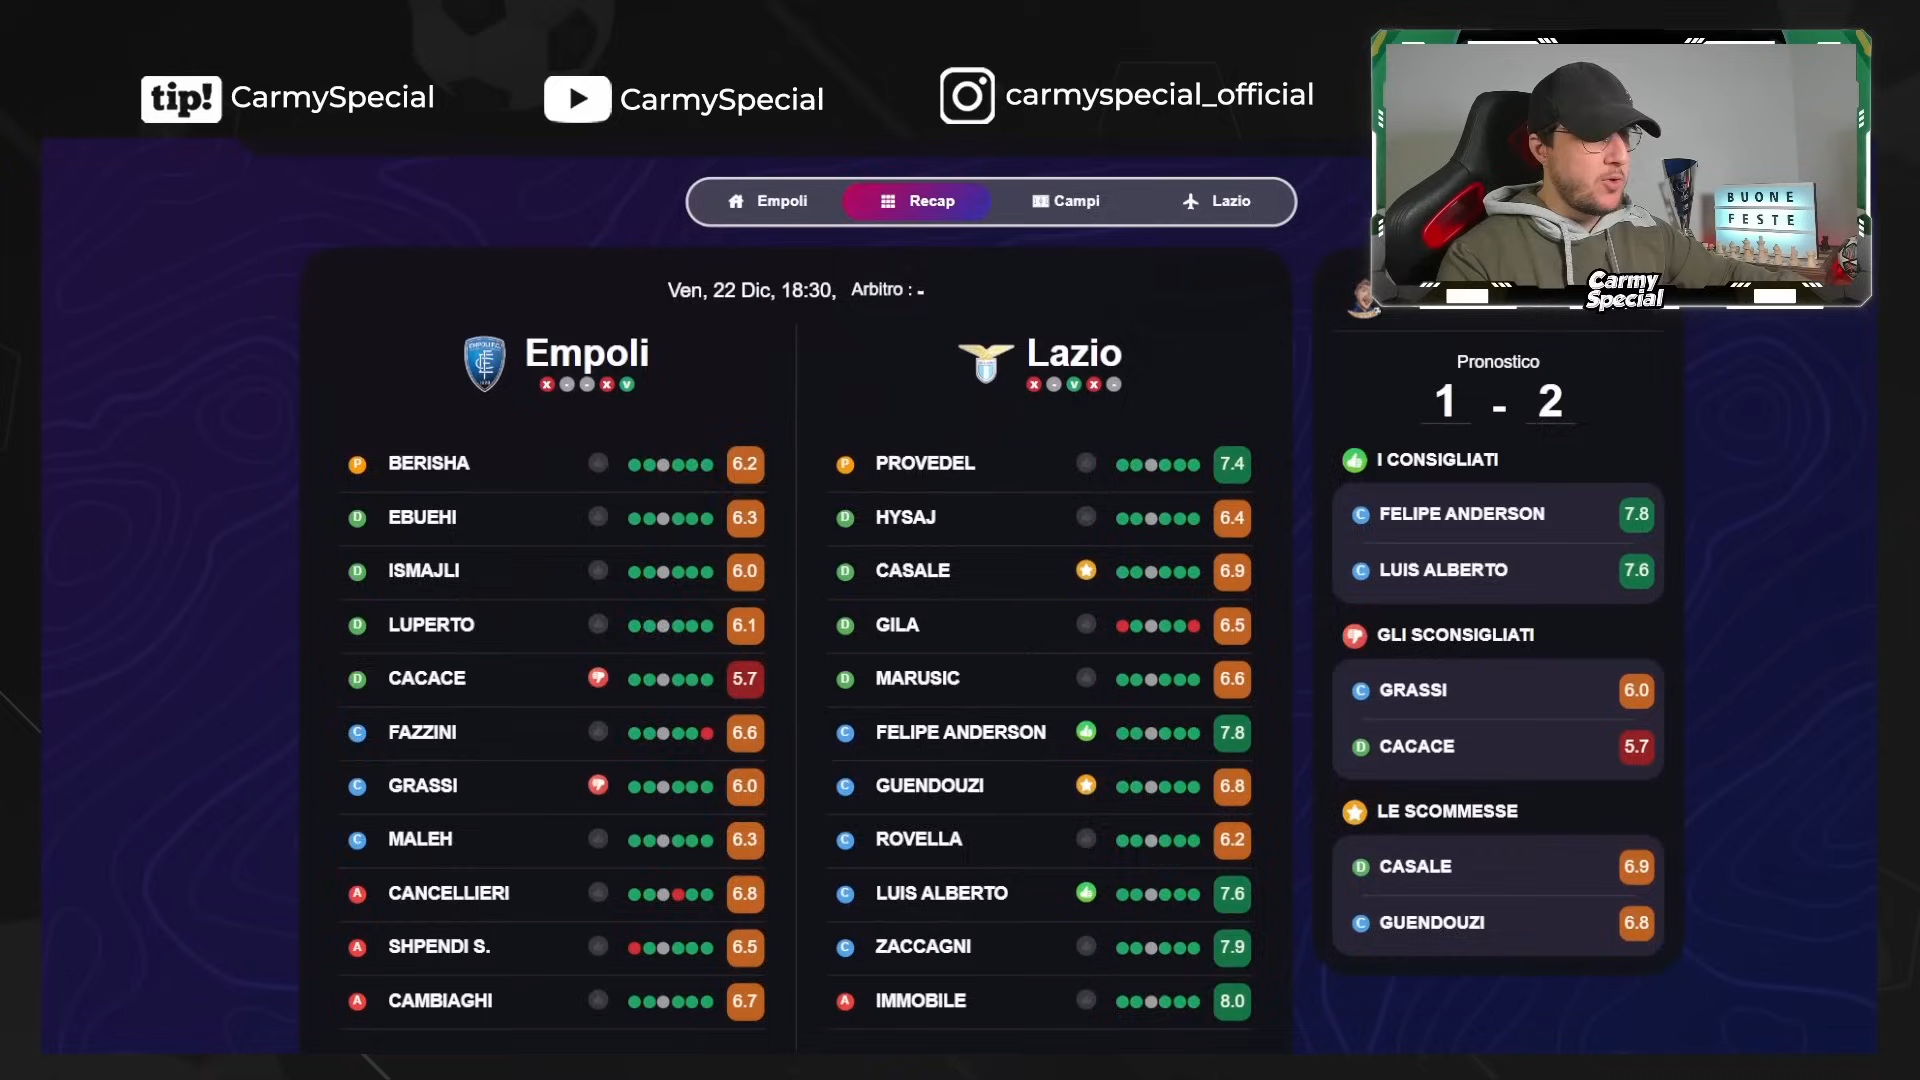 tip! CarmySpecial
CarmySpecial
carmyspecial_official
BUONE
FESTE
Carmy
Special
Empoli
Recap
Campi
Lazio
Ven, 22 Dic, 18:30, Arbitro : -
Empoli
Lazio
P BERISHA 6.2
D EBUEHI 6.3
D ISMAJLI 6.0
D LUPERTO 6.1
D CACACE 5.7
C FAZZINI 6.6
C GRASSI 6.0
C MALEH 6.3
A CANCELLIERI 6.8
A SHPENDI S. 6.5
A CAMBIAGHI 6.7
P PROVEDEL 7.4
D HYSAJ 6.4
D CASALE 6.9
D GILA 6.5
D MARUSIC 6.6
C FELIPE ANDERSON 7.8
C GUENDOUZI 6.8
C ROVELLA 6.2
C LUIS ALBERTO 7.6
C ZACCAGNI 7.9
A IMMOBILE 8.0
Pronostico
1 - 2
I CONSIGLIATI
C FELIPE ANDERSON 7.8
C LUIS ALBERTO 7.6
GLI SCONSIGLIATI
C GRASSI 6.0
D CACACE 5.7
LE SCOMMESSE
D CASALE 6.9
C GUENDOUZI 6.8